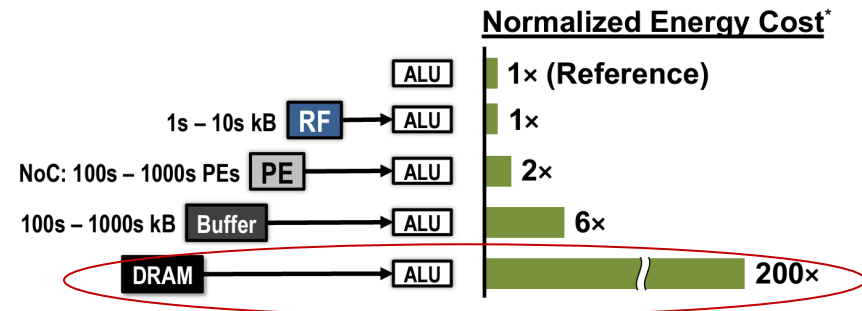 Normalized Energy Cost*
ALU 1× (Reference)
1s – 10s kB RF ALU 1×
NoC: 100s – 1000s PEs PE ALU 2×
100s – 1000s kB Buffer ALU 6×
DRAM ALU 200×